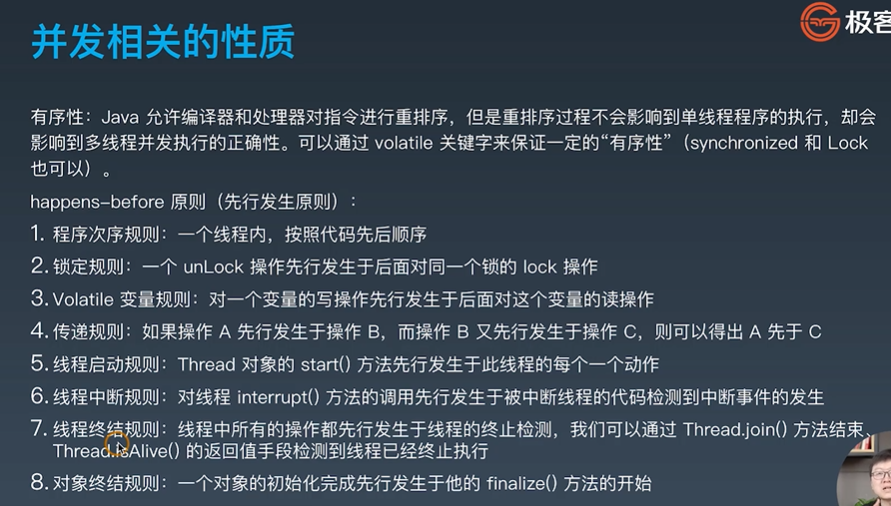 极客
并发相关的性质
有序性：Java 允许编译器和处理器对指令进行重排序，但是重排序过程不会影响到单线程程序的执行，却会
影响到多线程并发执行的正确性。可以通过 volatile 关键字来保证一定的“有序性”（synchronized 和 Lock
也可以）。
happens-before 原则（先行发生原则）：
1. 程序次序规则：一个线程内，按照代码先后顺序
2. 锁定规则：一个 unLock 操作先行发生于后面对同一个锁的 lock 操作
3. Volatile 变量规则：对一个变量的写操作先行发生于后面对这个变量的读操作
4. 传递规则：如果操作 A 先行发生于操作 B，而操作 B 又先行发生于操作 C，则可以得出 A 先于 C
5. 线程启动规则：Thread 对象的 start() 方法先行发生于此线程的每个一个动作
6. 线程中断规则：对线程 interrupt() 方法的调用先行发生于被中断线程的代码检测到中断事件的发生
7. 线程终结规则：线程中所有的操作都先行发生于线程的终止检测，我们可以通过 Thread.join() 方法结束、
Thread.isAlive() 的返回值手段检测到线程已经终止执行
8. 对象终结规则：一个对象的初始化完成先行发生于他的 finalize() 方法的开始